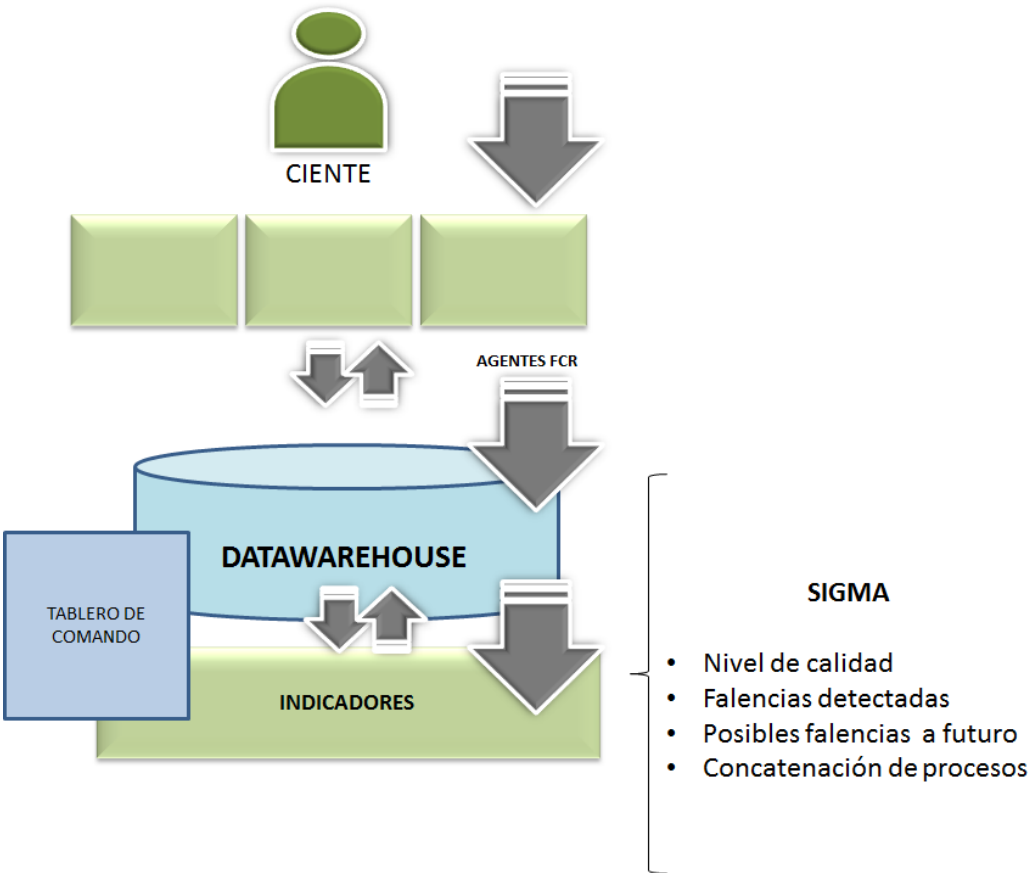 CIENTE
AGENTES FCR
DATAWAREHOUSE
TABLERO DE
COMANDO
INDICADORES
SIGMA
• Nivel de calidad
• Falencias detectadas
• Posibles falencias a futuro
• Concatenación de procesos